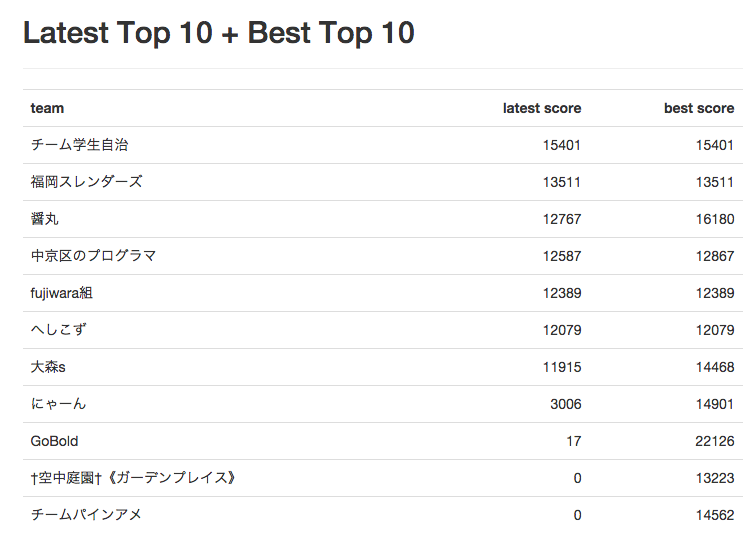 Latest Top 10 + Best Top 10
team latest score best score
チーム学生自治 15401 15401
福岡スレンダーズ 13511 13511
醤丸 12767 16180
中京区のプログラマ 12587 12867
fujiwara組 12389 12389
へしこず 12079 12079
大森s 11915 14468
にゃーん 3006 14901
GoBold 17 22126
†空中庭園†《ガーデンプレイス》 0 13223
チームパインアメ 0 14562